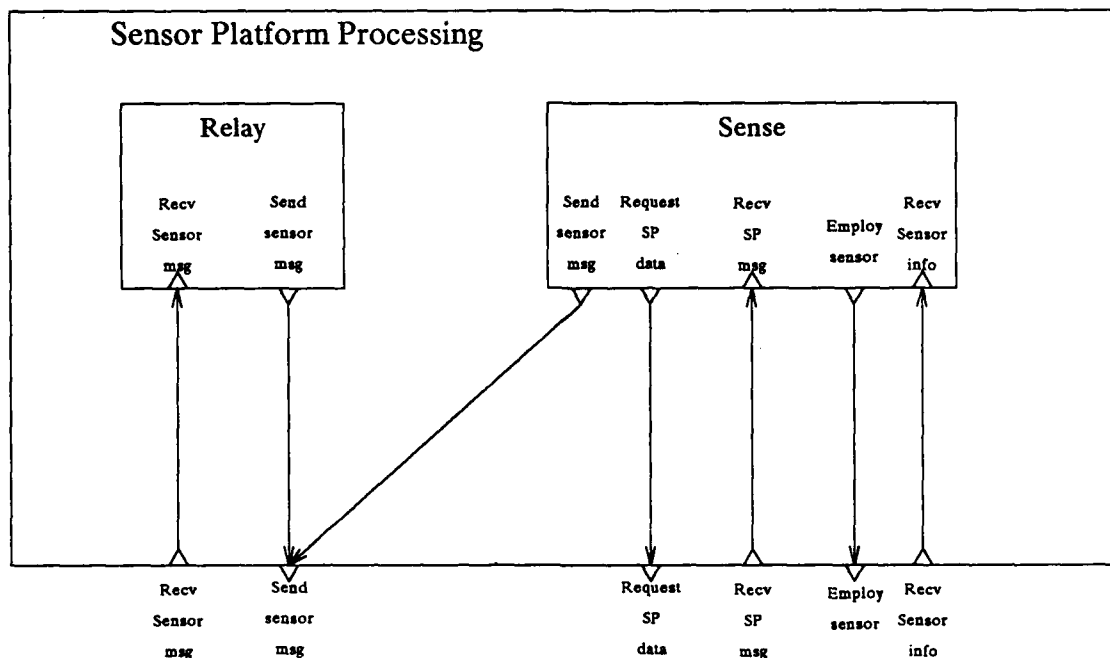 Sensor Platform Processing
Relay
Recv
Sensor
msg
Send
sensor
msg
Sense
Send
sensor
msg
Request
SP
data
Recv
SP
msg
Employ
sensor
Recv
Sensor
info
Recv
Sensor
msg
Send
sensor
msg
Request
SP
data
Recv
SP
msg
Employ
sensor
Recv
Sensor
info